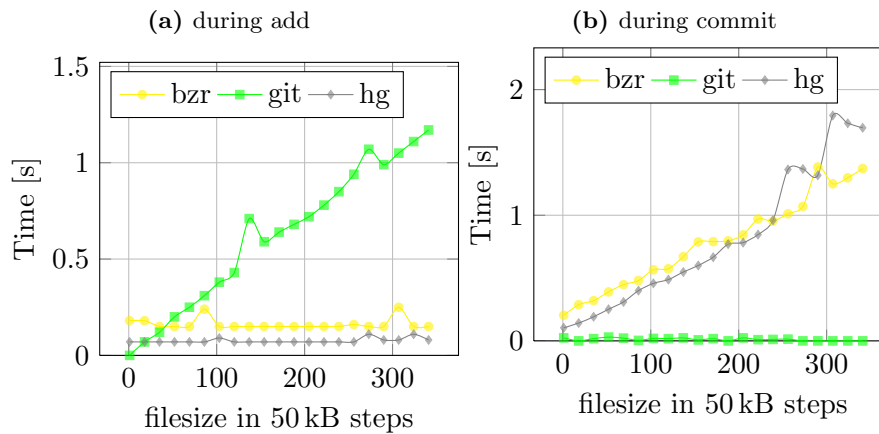 (a) during add
1.5
1
0.5
0
Time [s]
bzr git hg
0 100 200 300
filesize in 50 kB steps
(b) during commit
2
1
0
Time [s]
bzr git hg
0 100 200 300
filesize in 50 kB steps